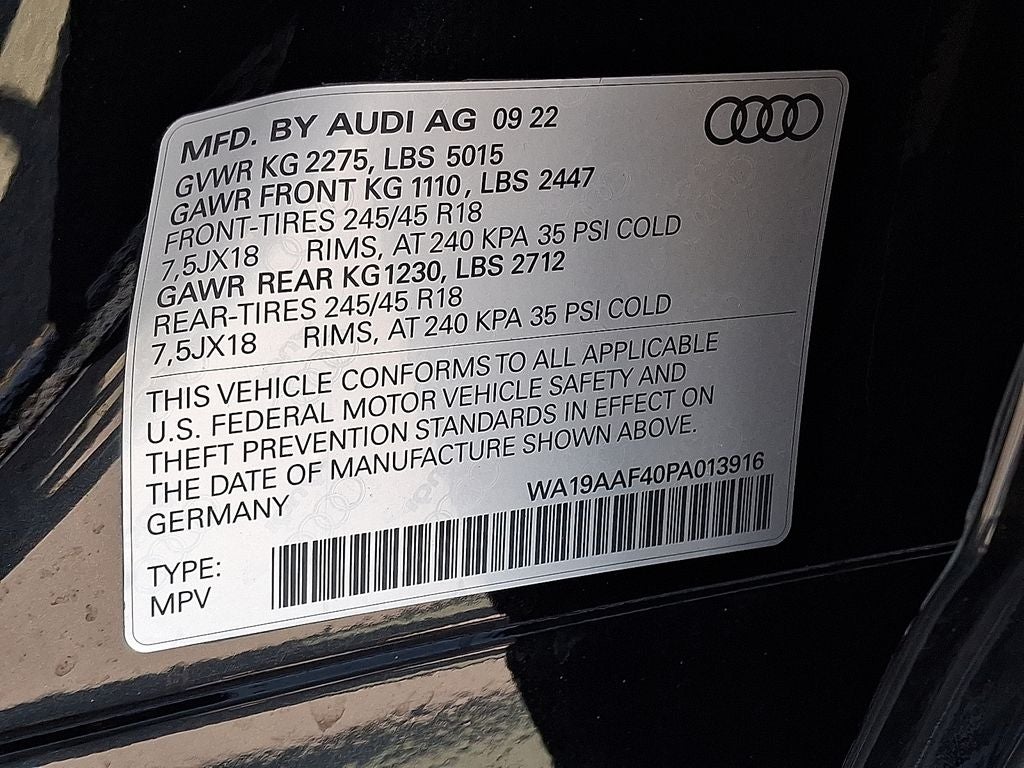 MFD. BY AUDI AG 09 22
GVWR KG 2275, LBS 5015
GAWR FRONT KG 1110, LBS 2447
FRONT-TIRES 245/45 R18
7,5JX18 RIMS, AT 240 KPA 35 PSI COLD
GAWR REAR KG1230, LBS 2712
REAR-TIRES 245/45 R18
7,5JX18 RIMS, AT 240 KPA 35 PSI COLD
THIS VEHICLE CONFORMS TO ALL APPLICABLE
U.S. FEDERAL MOTOR VEHICLE SAFETY AND
THEFT PREVENTION STANDARDS IN EFFECT ON
THE DATE OF MANUFACTURE SHOWN ABOVE.
GERMANY WA19AAF40PA013916
TYPE:
MPV